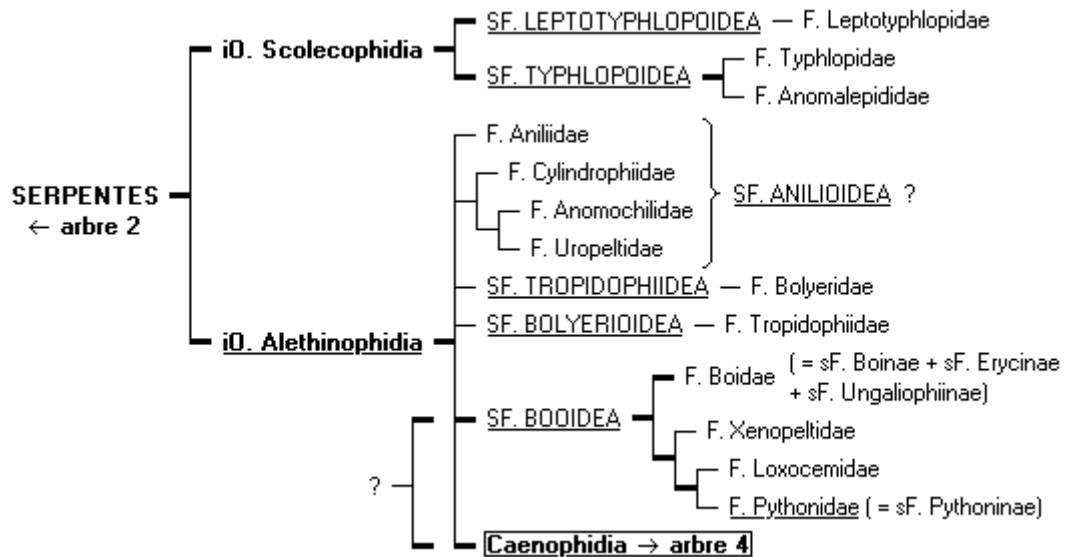 SF. LEPTOTYPHLOPOIDEA — F. Leptotyphlopidae
iO. Scolecophidia
F. Typhlopidae
SF. TYPHLOPOIDEA
F. Anomalepididae
F. Aniliidae
F. Cylindrophiidae
SERPENTES
SF. ANILIOIDEA ?
← arbre 2
F. Anomochilidae
F. Uropeltidae
SF. TROPIDOPHIIDEA — F. Bolyeridae
SF. BOLYERIOIDEA — F. Tropidophiidae
iO. Alethinophidia
F. Boidae ( = sF. Boinae + sF. Erycinae
+ sF. Ungaliophiinae)
SF. BOOIDEA
F. Xenopeltidae
F. Loxocemidae
?
F. Pythonidae ( = sF. Pythoninae)
Caenophidia → arbre 4